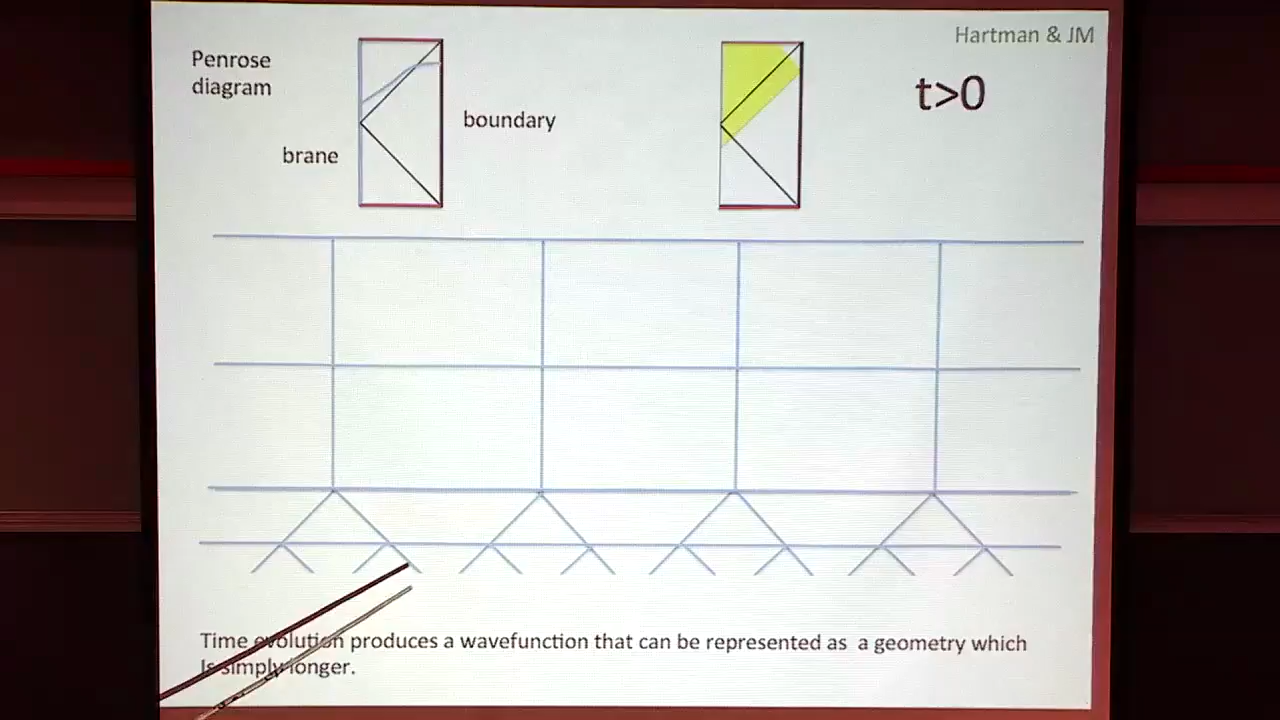 Hartman & JM
Penrose
diagram
t>0
boundary
brane
Time evolution produces a wavefunction that can be represented as a geometry which
Is simply longer.